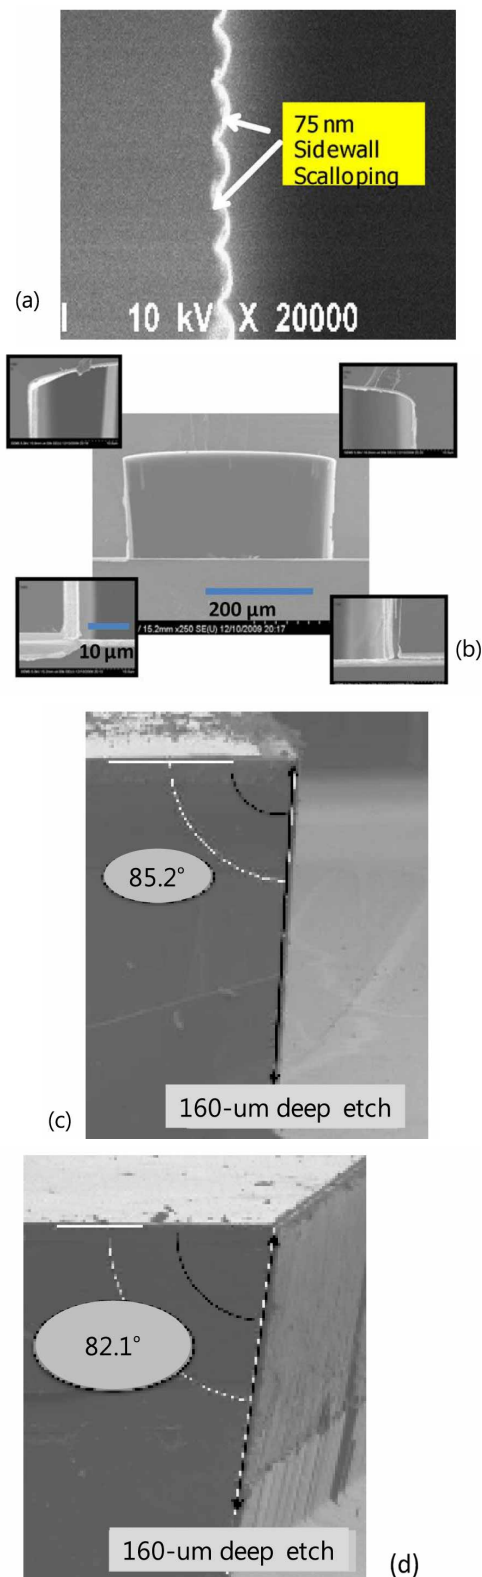 75 nm
Sidewall
Scalloping
(a)
10 kV X 20000
200 µm
/ 15.2mm x250 SE(U) 12/10/2009 20:17
10 µm
(b)
85.2°
160-um deep etch
(c)
82.1°
160-um deep etch
(d)